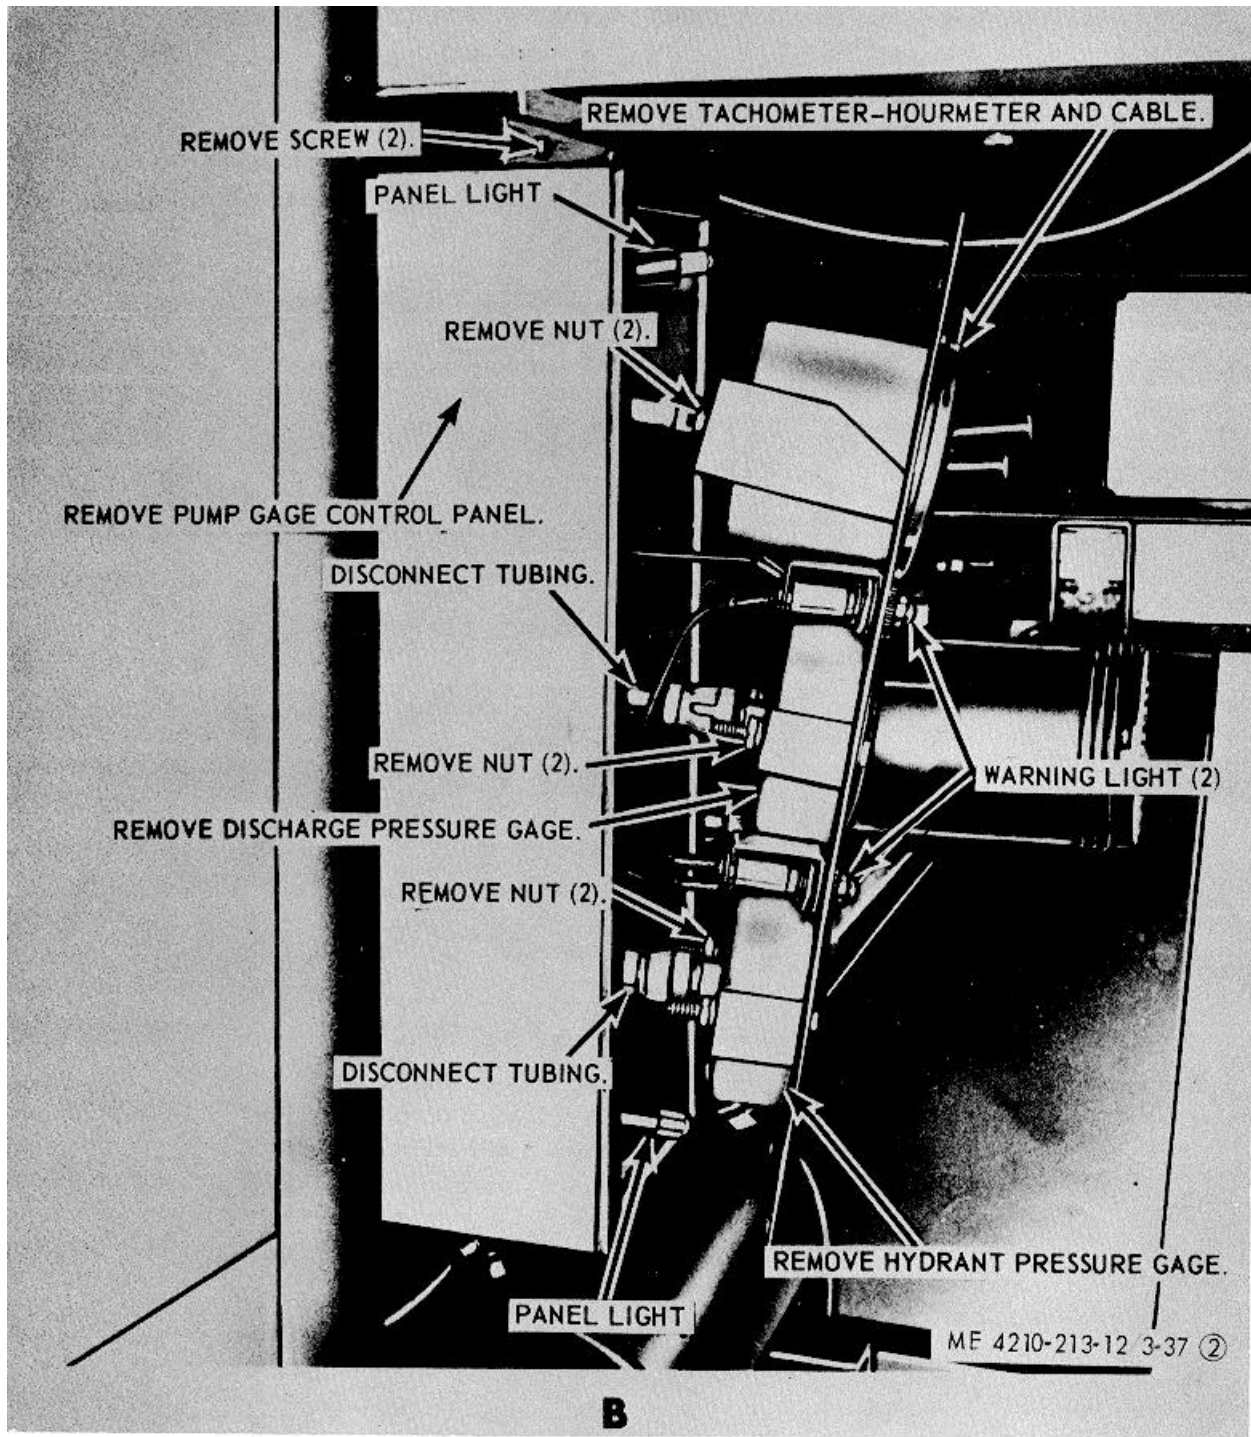 REMOVE TACHOMETER-HOURMETER AND CABLE.
REMOVE SCREW (2).
PANEL LIGHT
REMOVE NUT (2).
REMOVE PUMP GAGE CONTROL PANEL.
DISCONNECT TUBING.
REMOVE NUT (2).
WARNING LIGHT (2)
REMOVE DISCHARGE PRESSURE GAGE.
REMOVE NUT (2).
DISCONNECT TUBING.
REMOVE HYDRANT PRESSURE GAGE.
PANEL LIGHT
ME 4210-213-12 3-37 ②
B